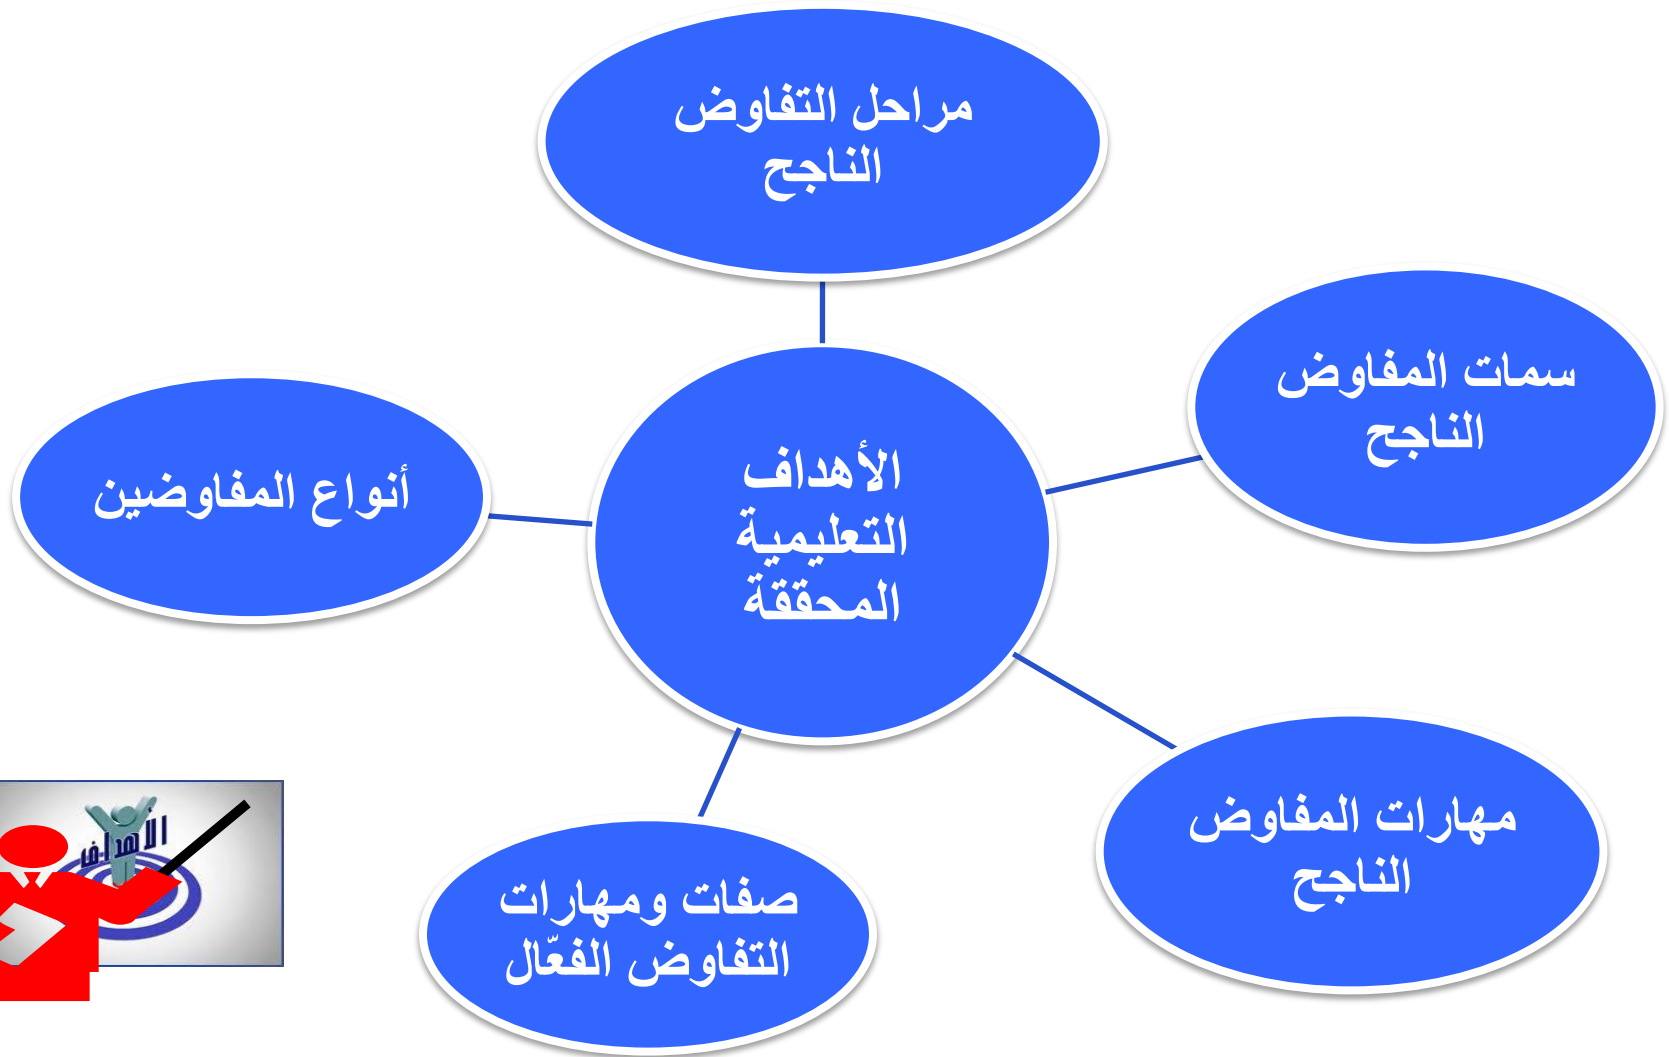 مراحل التفاوض
الناجح
سمات المفاوض
الناجح
أنواع المفاوضين
الأهداف
التعليمية
المحققة
مهارات المفاوض
الناجح
صفات ومهارات
التفاوض الفعّال
الأهداف